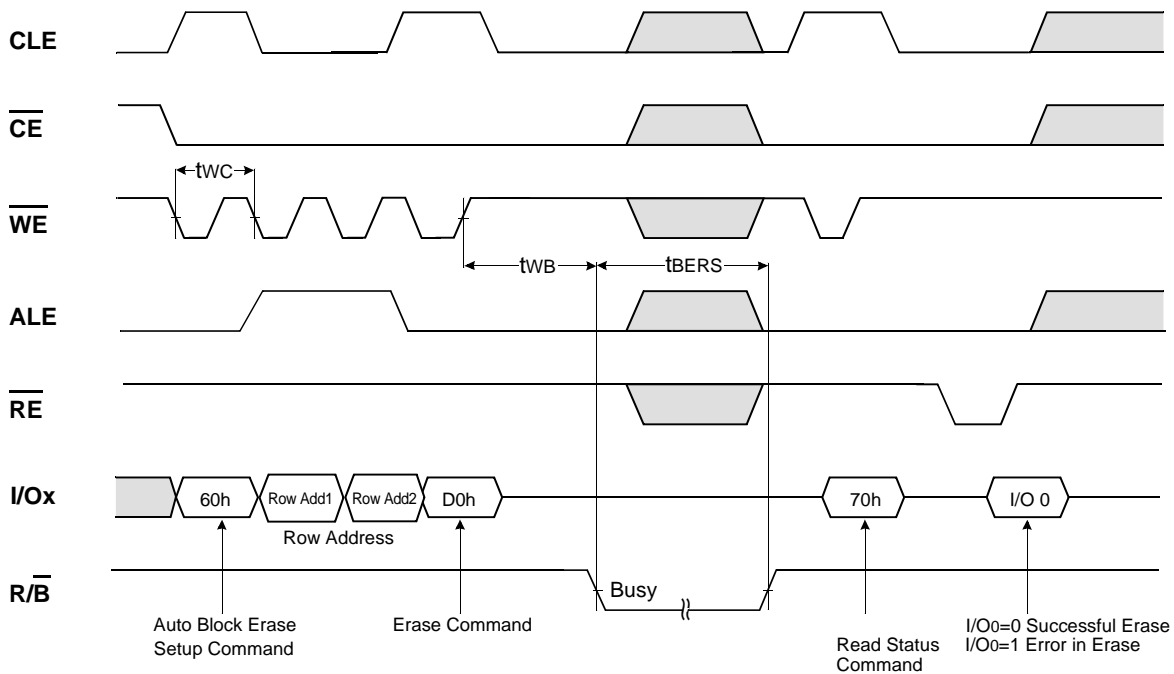 CLE
CE
tWC
WE
tWB
tBERS
ALE
RE
I/Ox
60h
Row Add1
Row Add2
D0h
70h
I/O 0
Row Address
R/B
Busy
Auto Block Erase
Setup Command
Erase Command
Read Status
Command
I/O0=0 Successful Erase
I/O0=1 Error in Erase